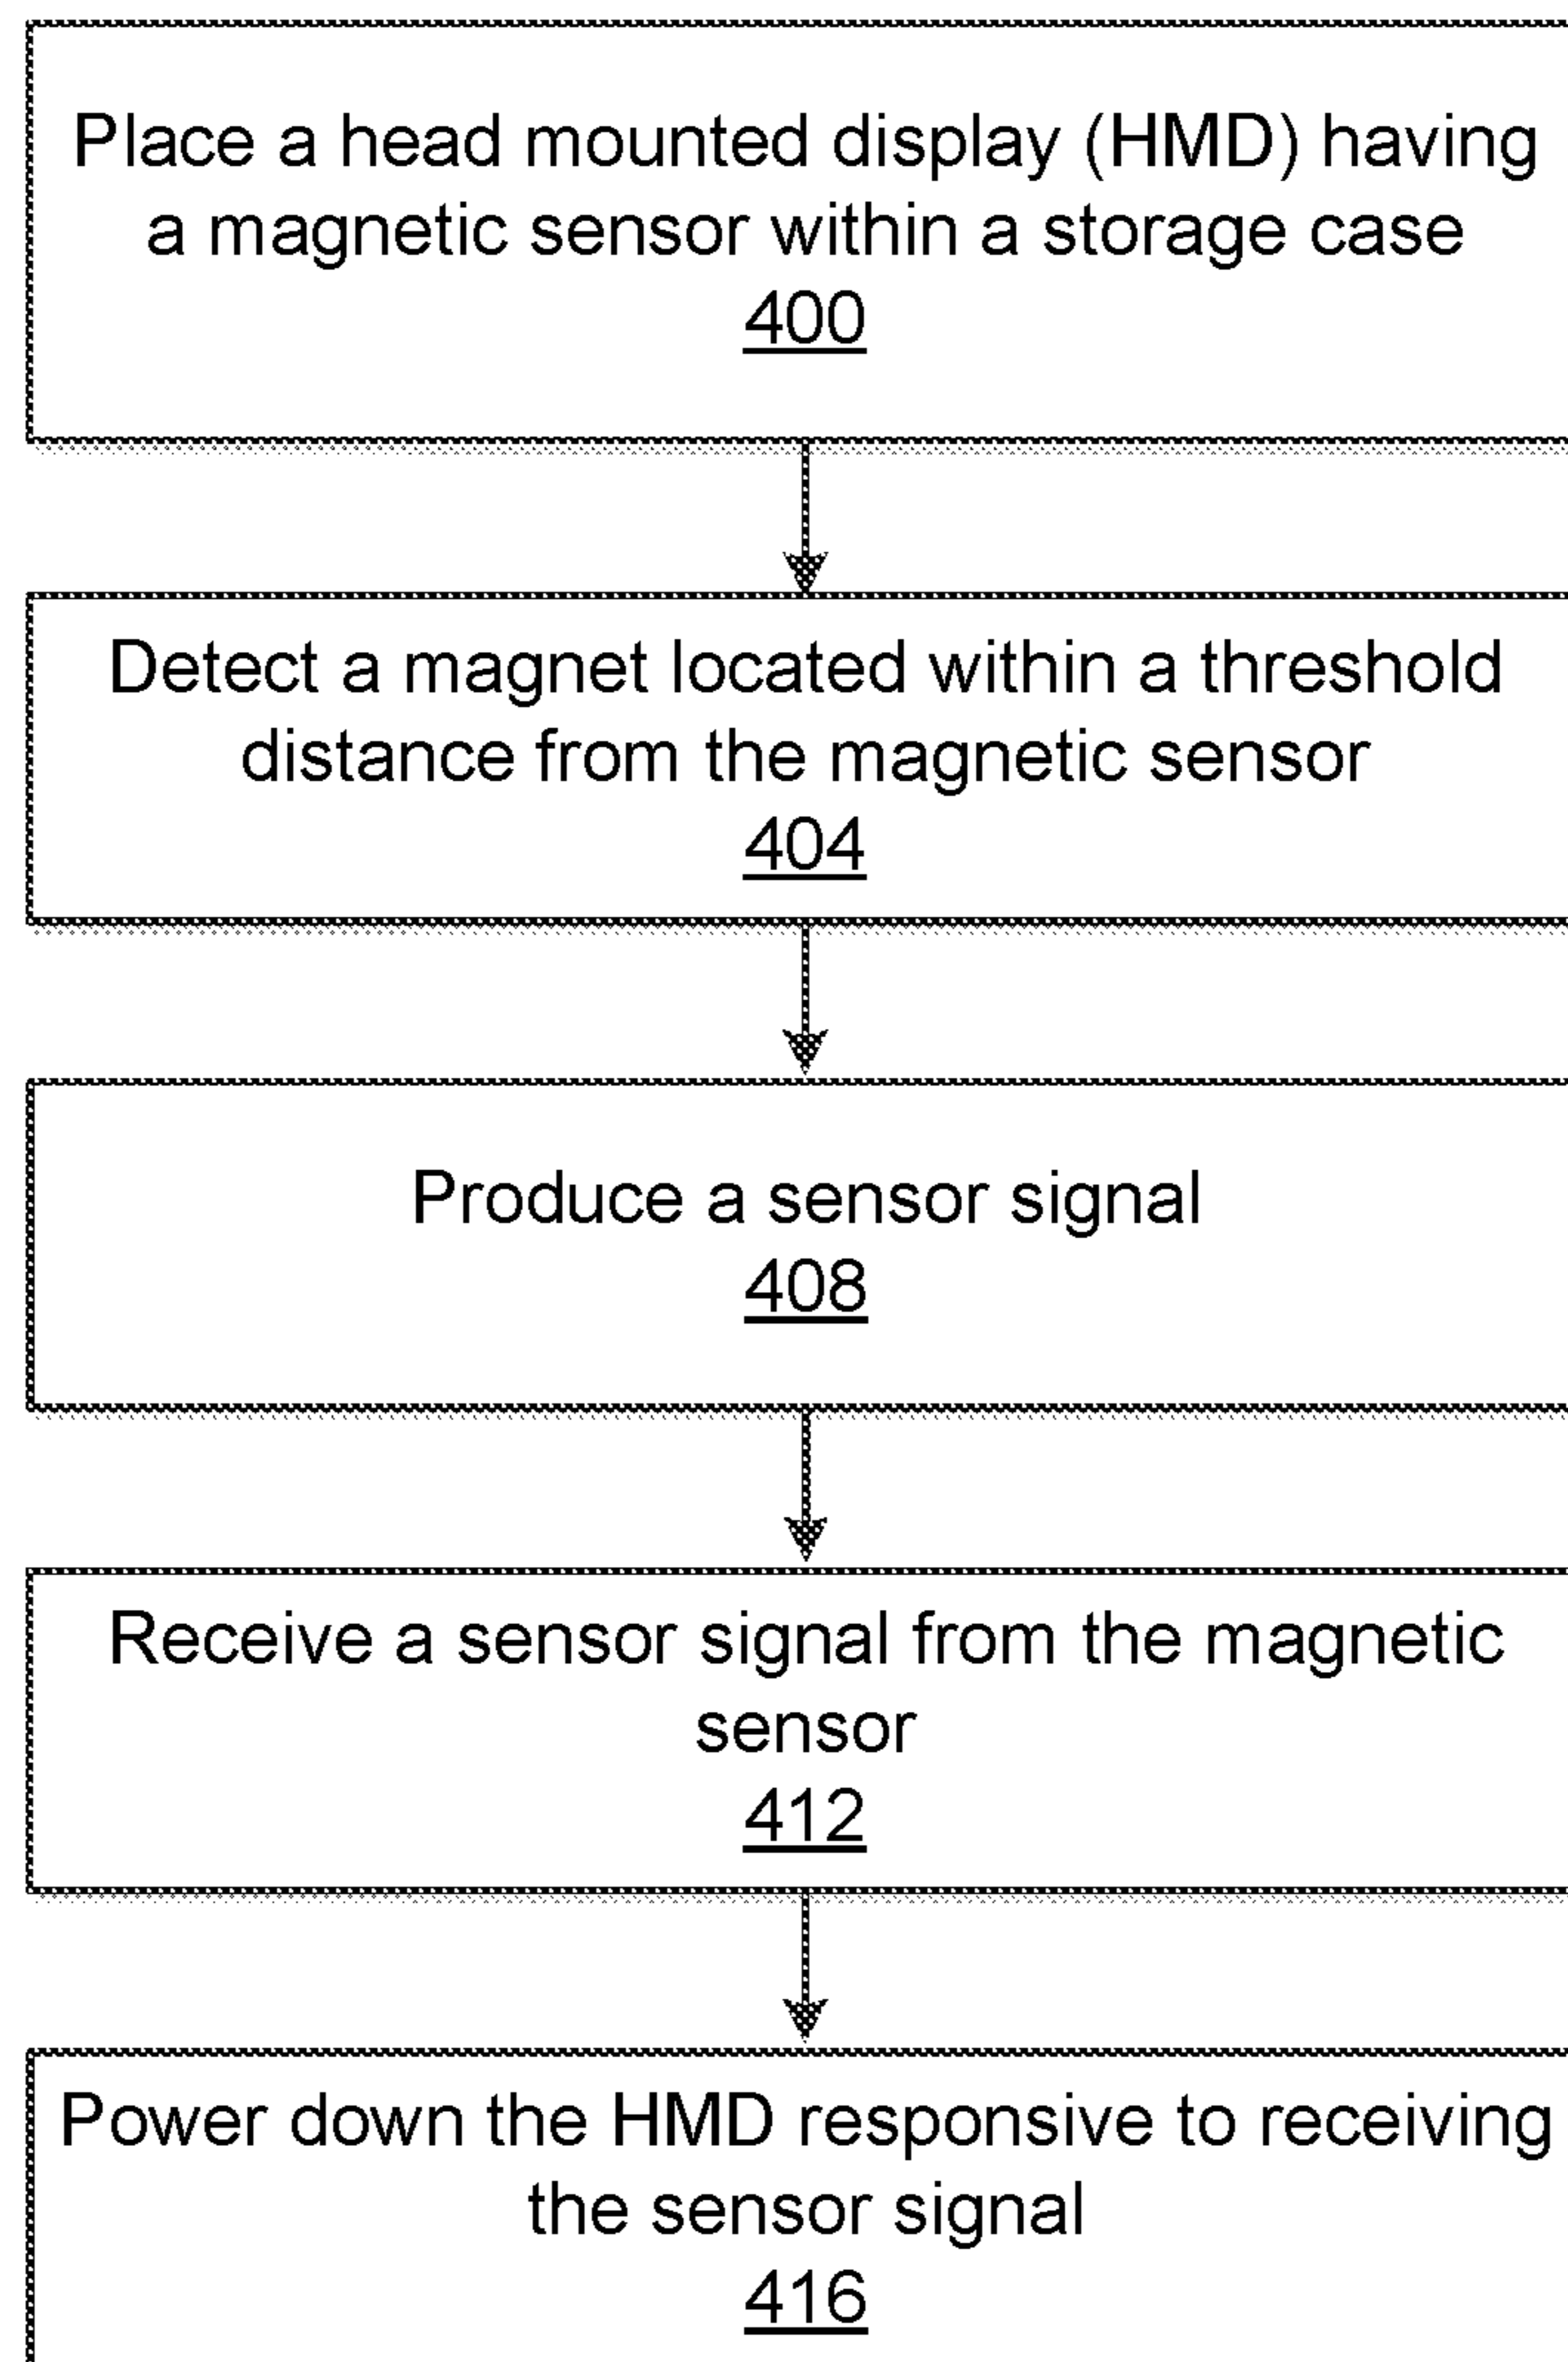 Place a head mounted display (HMD) having
a magnetic sensor within a storage case
400
Detect a magnet located within a threshold
distance from the magnetic sensor
404
Produce a sensor signal
408
Receive a sensor signal from the magnetic
sensor
412
Power down the HMD responsive to receiving
the sensor signal
416